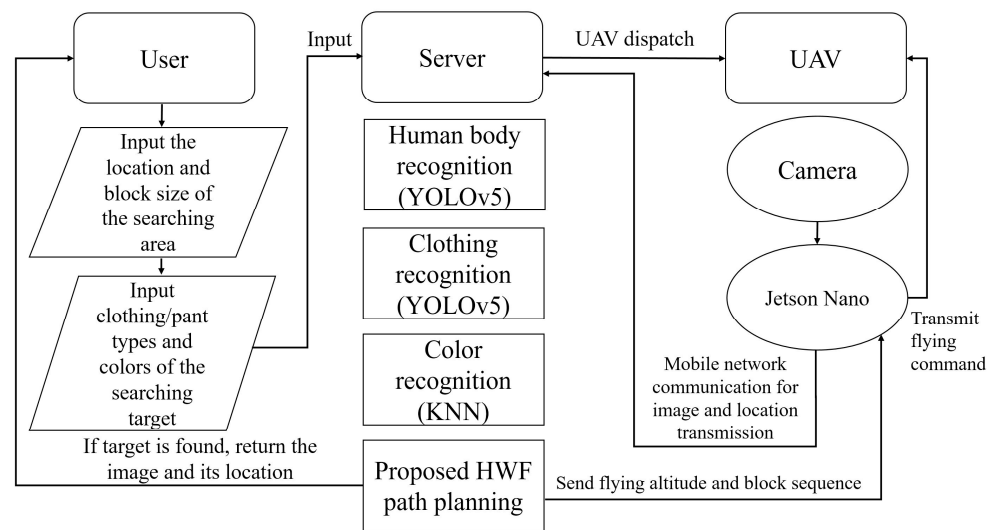 User
Input the
location and
block size of
the searching
area
Input
clothing/pant
types and
colors of the
searching
target
Input
Server
Human body
recognition
(YOLOv5)
Clothing
recognition
(YOLOv5)
Color
recognition
(KNN)
Proposed HWF
path planning
If target is found, return the
image and its location
UAV dispatch
UAV
Camera
Jetson Nano
Transmit
flying
command
Mobile network
communication for
image and location
transmission
Send flying altitude and block sequence